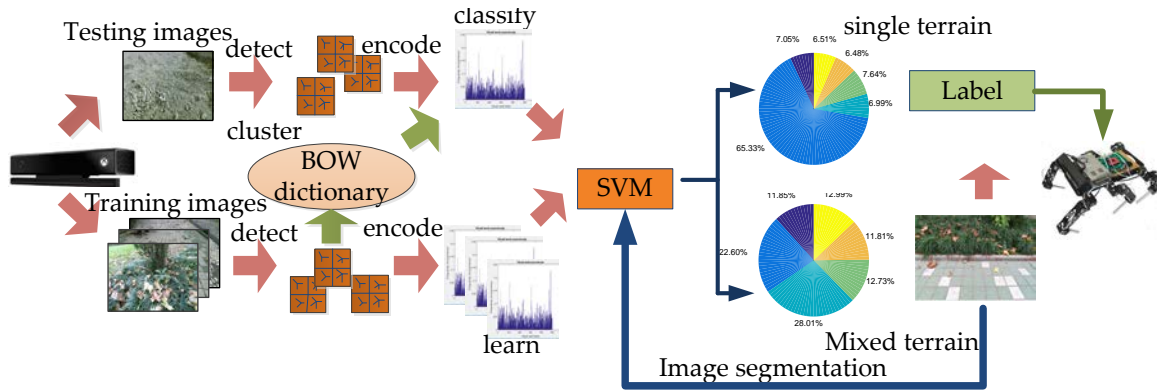 Testing images
detect
encode
classify
cluster
BOW
dictionary
Training images
detect
encode
learn
SVM
single terrain
7.05%
6.51%
6.48%
7.64%
6.99%
65.33%
Label
11.85%
12.99%
11.81%
12.73%
22.60%
28.01%
Mixed terrain
Image segmentation